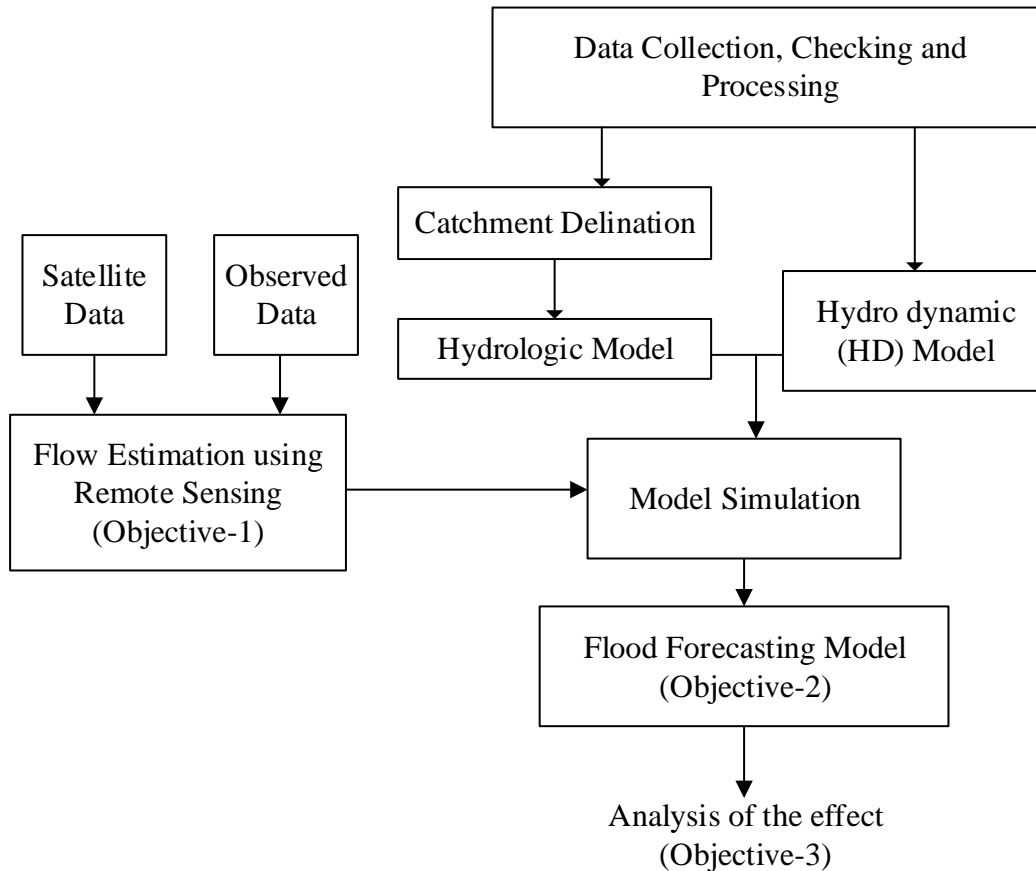 Data Collection, Checking and
Processing
Catchment Delination
Satellite
Data
Observed
Data
Hydrologic Model
Hydro dynamic
(HD) Model
Flow Estimation using
Remote Sensing
(Objective-1)
Model Simulation
Flood Forecasting Model
(Objective-2)
Analysis of the effect
(Objective-3)